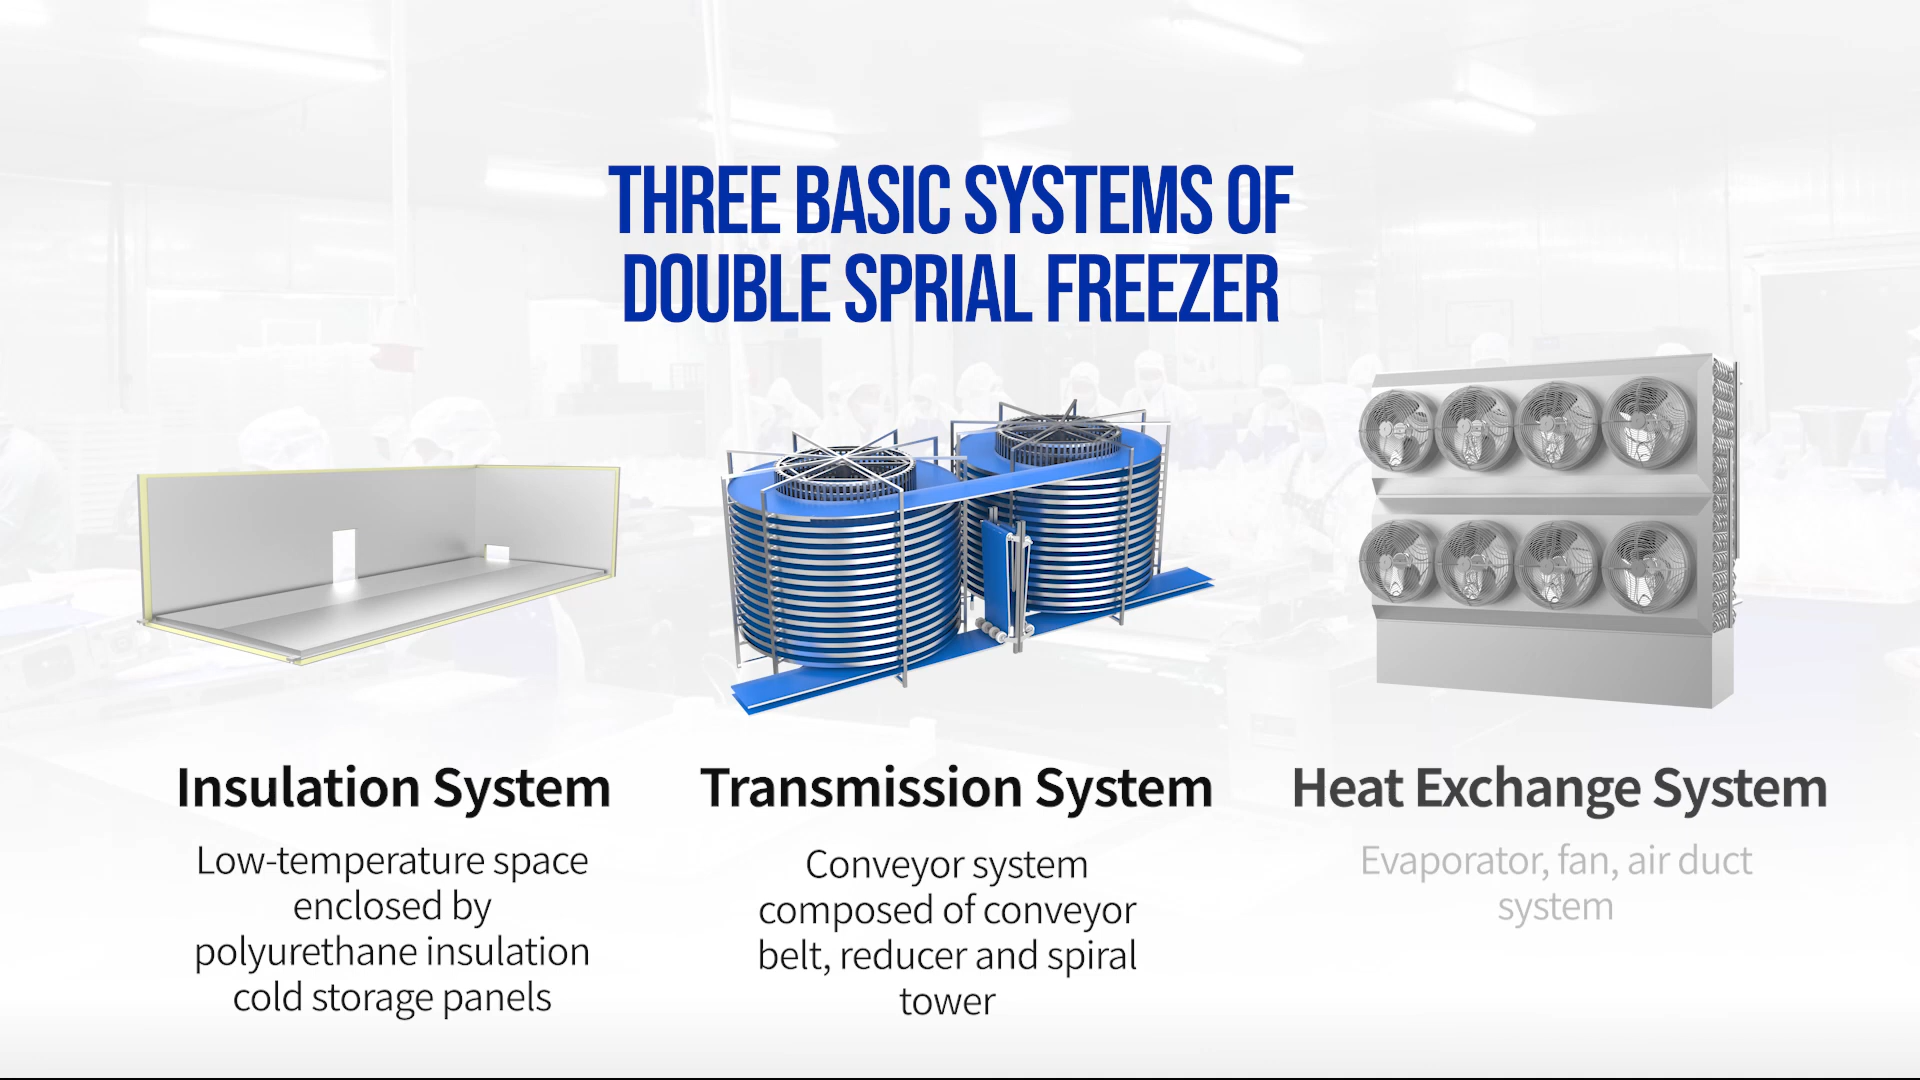 THREE BASIC SYSTEMS OF
DOUBLE SPRIAL FREEZER
Insulation System
Low-temperature space
enclosed by
polyurethane insulation
cold storage panels
Transmission System
Conveyor system
composed of conveyor
belt, reducer and spiral
tower
Heat Exchange System
Evaporator, fan, air duct
system